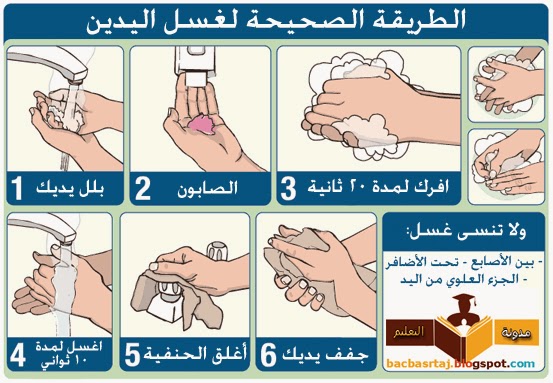 الطريقة الصحيحة لغسل اليدين
1 بلل يديك
2 الصابون
3 افرك لمدة ٢٠ ثانية
4 اغسل لمدة
١٠ ثواني
5 أغلق الحنفية
6 جفف يديك
ولا تنسى غسل:
- بين الأصابع - تحت الأضافر
- الجزء العلوي من اليد
مدونة التعليم
bacbasrtaj.blogspot.com